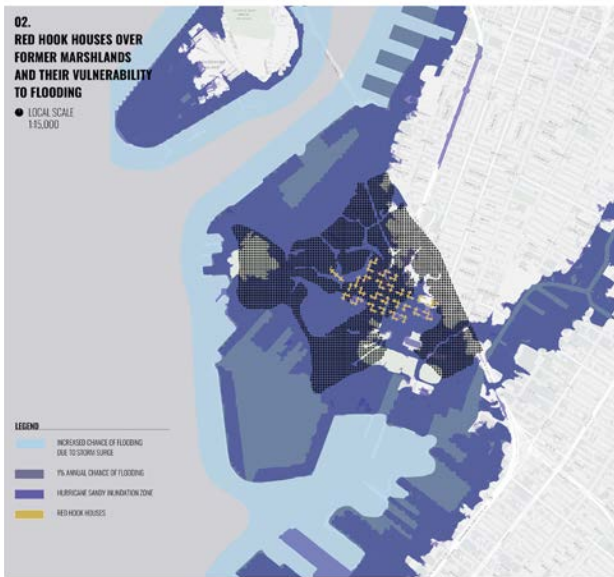 02.
RED HOOK HOUSES OVER
FORMER MARSHLANDS
AND THEIR VULNERABILITY
TO FLOODING
LOCAL SCALE
1:15,000
LEGEND
INCREASED CHANCE OF FLOODING
DUE TO STORM SURGE
1% ANNUAL CHANCE OF FLOODING
HURRICANE SANDY INUNDATION ZONE
RED HOOK HOUSES